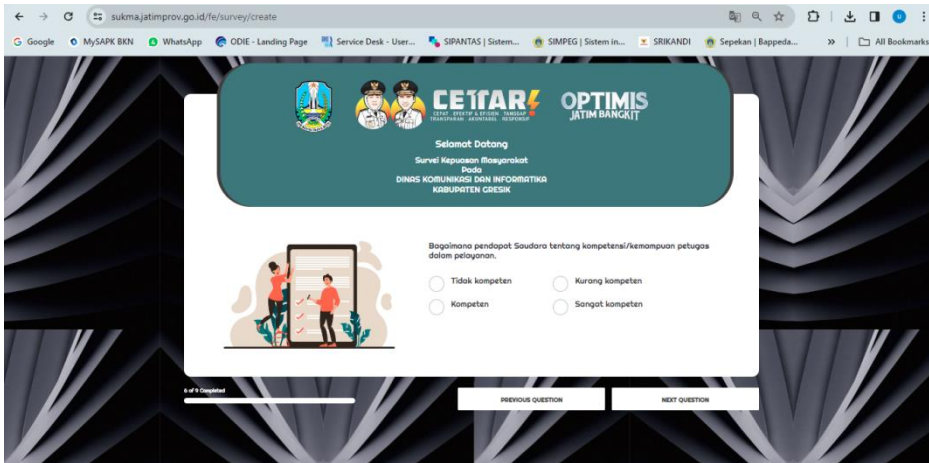 sukma.jatimprov.go.id/fe/survey/create
Google MySAPK BKN WhatsApp ODIE - Landing Page Service Desk - User... SIPANTAS | Sistem... SIMPEG | Sistem in... SRIKANDI Sepekan | Bappeda... » All Bookmarks
CETTAR
CEPAT EFEKTIF & EFISIEN TANGGAP
TRANSPARAN AKUNTABEL RESPONSIF
OPTIMIS
JATIM BANGKIT
Selamat Datang
Survei Kepuasan Masyarakat
Pada
DINAS KOMUNIKASI DAN INFORMATIKA
KABUPATEN GRESIK
Bagaimana pendapat Saudara tentang kompetensi/kemampuan petugas
dalam pelayanan.
Tidak kompeten Kurang kompeten
Kompeten Sangat kompeten
6 of 9 Completed
PREVIOUS QUESTION NEXT QUESTION